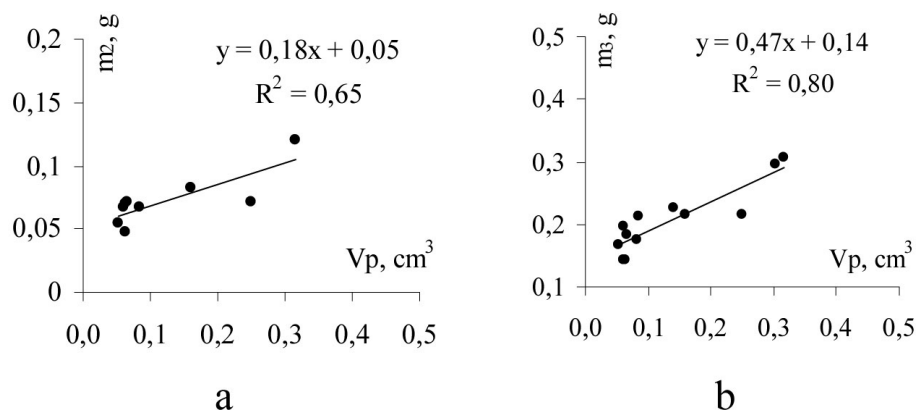 m₂, g
0,2
0,15
0,1
0,05
0
y = 0,18x + 0,05
R² = 0,65
Vp, cm³
0,0 0,1 0,2 0,3 0,4 0,5
a
m₃, g
0,5
0,4
0,3
0,2
0,1
y = 0,47x + 0,14
R² = 0,80
Vp, cm³
0,0 0,1 0,2 0,3 0,4 0,5
b